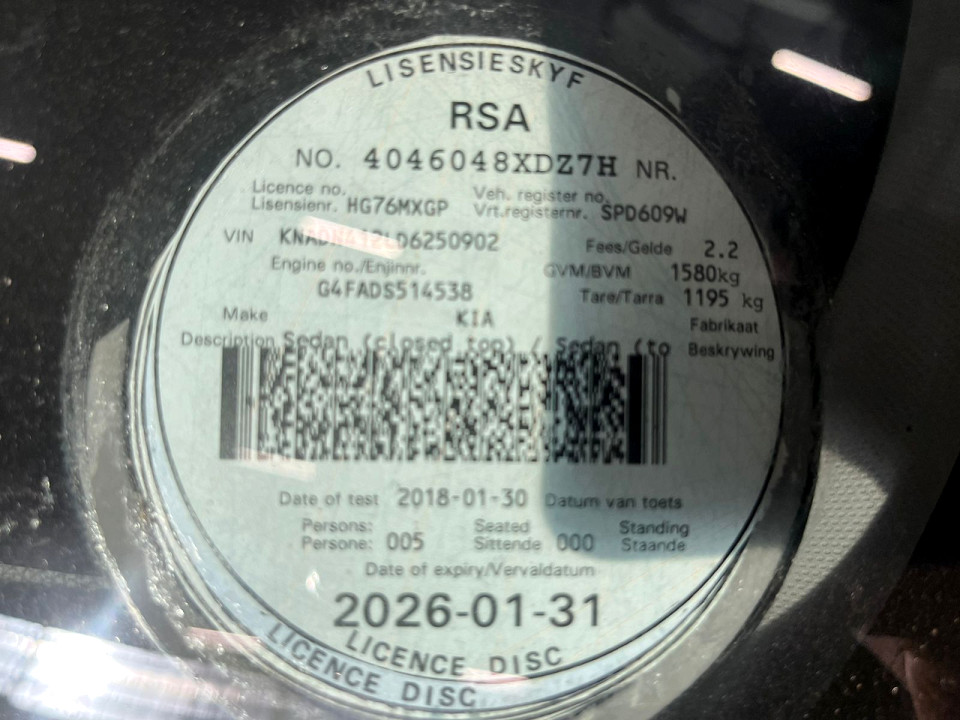 LISENSIESKYF
RSA
NO. 4046048XDZ7H NR.
Licence no. Veh. register no.
Lisensienr. HG76MXGP Vrt.registernr. SPD609W
VIN Fees/Gelde 2.2
Engine no./Enjinnr. GVM/BVM 1580kg
G4FADS514538 Tare/Tarra 1195 kg
Make KIA Fabrikaat
Description Sedan (closed top) / Sedan (to Beskrywing
Date of test 2018-01-30 Datum van toets
Persons: Seated Standing
Persone: 005 Sittende 000 Staande
Date of expiry/Vervaldatum
2026-01-31
LICENCE DISC
LICENCE DISC